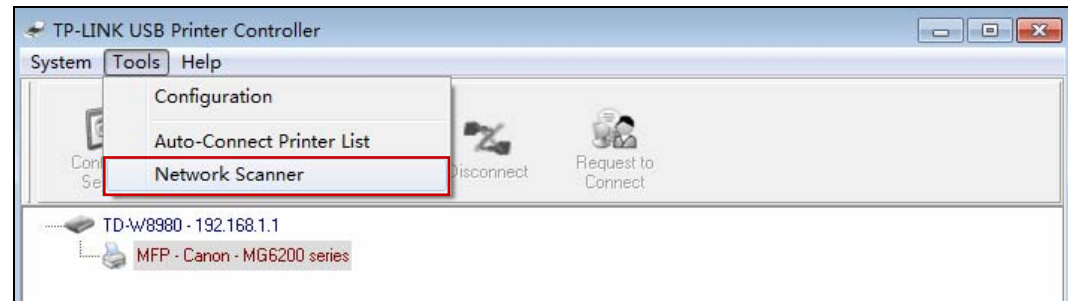 TP-LINK USB Printer Controller
System Tools Help
Configuration
Auto-Connect Printer List
Network Scanner
Disconnect
Request to
Connect
TD-W8980 - 192.168.1.1
MFP - Canon - MG6200 series